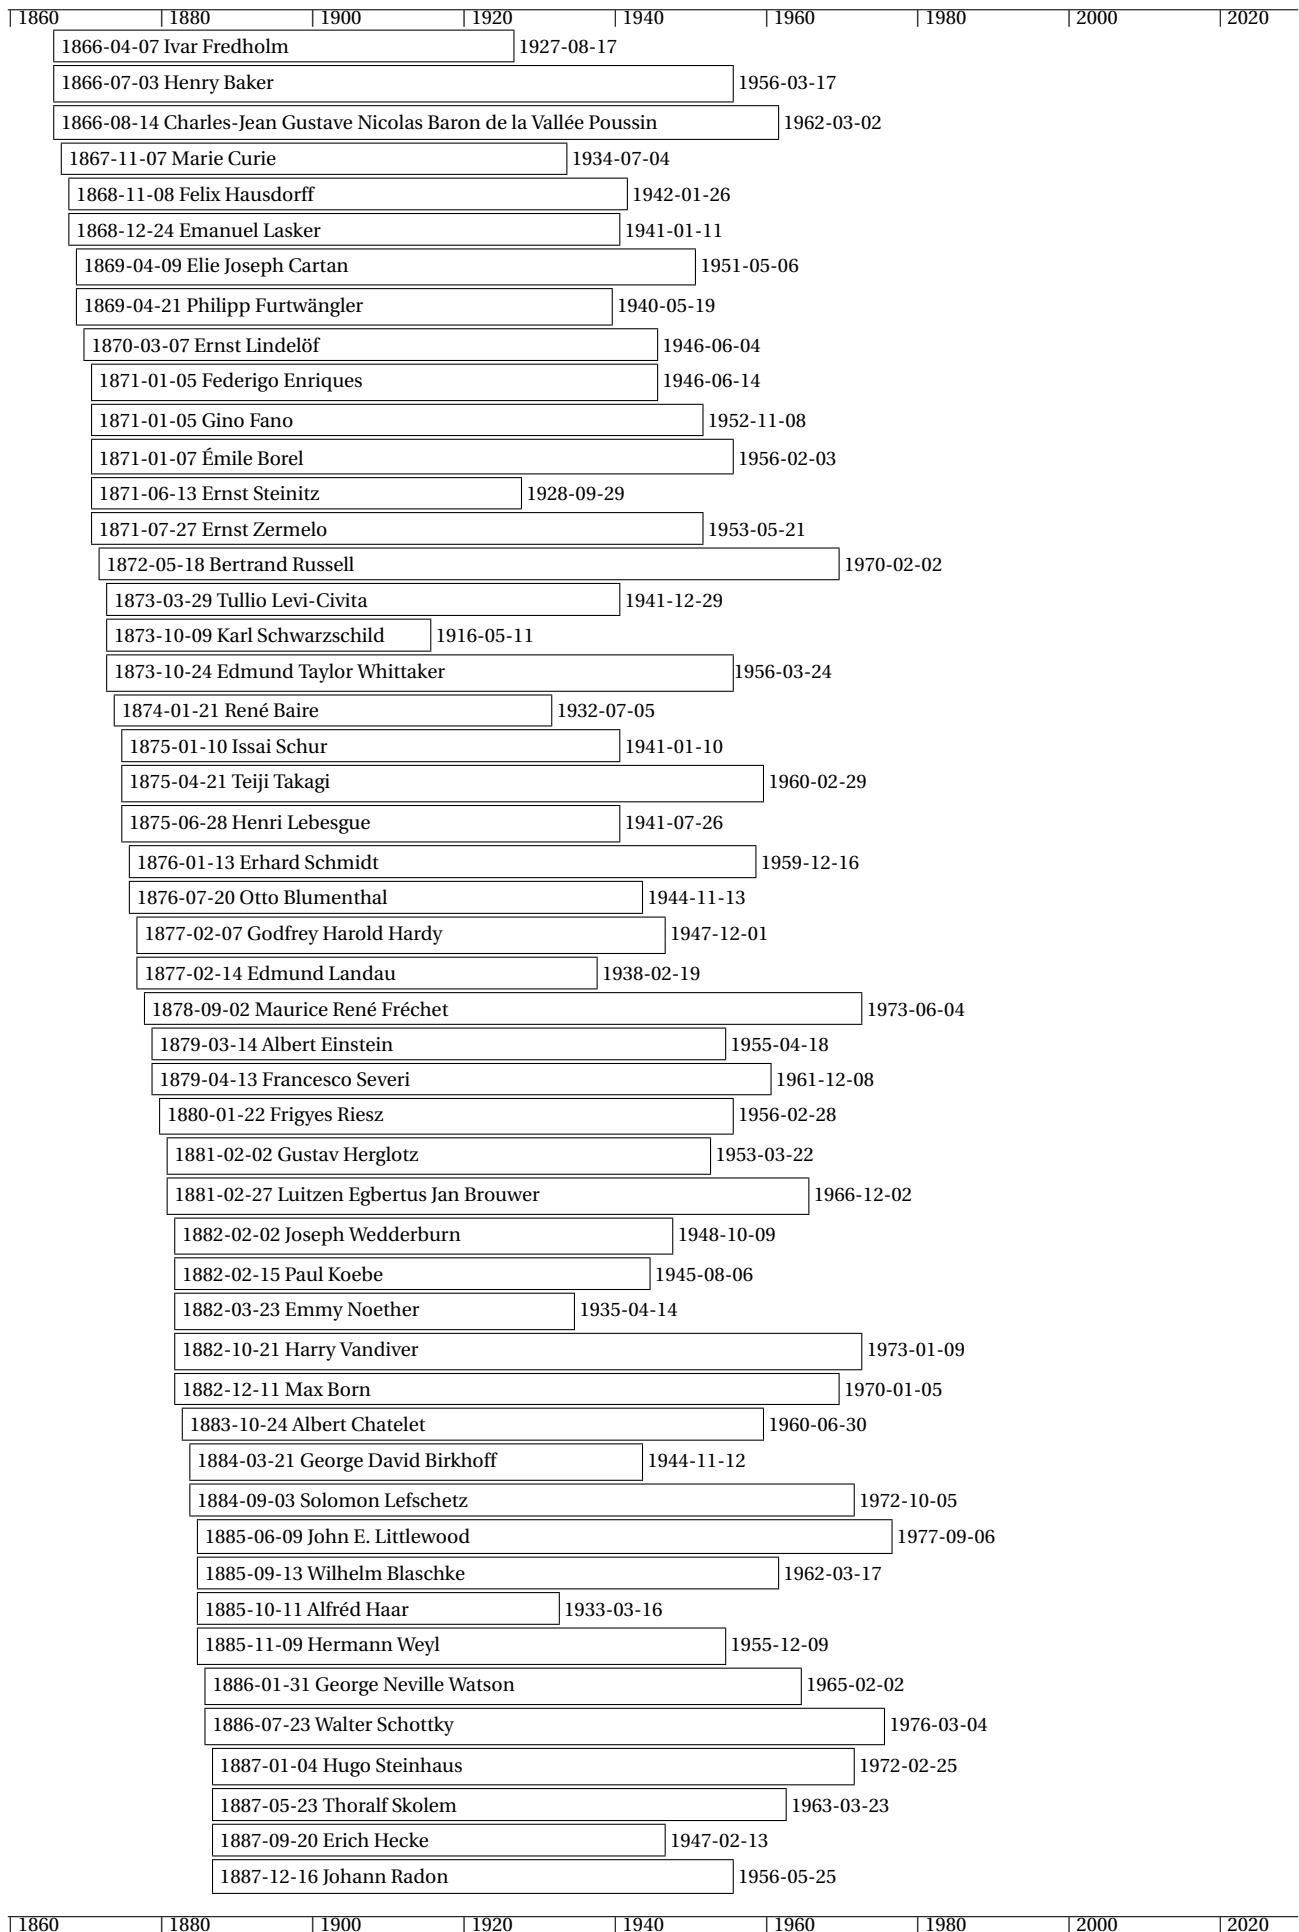 1860 1880 1900 1920 1940 1960 1980 2000 2020
1866-04-07 Ivar Fredholm 1927-08-17
1866-07-03 Henry Baker 1956-03-17
1866-08-14 Charles-Jean Gustave Nicolas Baron de la Vallée Poussin 1962-03-02
1867-11-07 Marie Curie 1934-07-04
1868-11-08 Felix Hausdorff 1942-01-26
1868-12-24 Emanuel Lasker 1941-01-11
1869-04-09 Elie Joseph Cartan 1951-05-06
1869-04-21 Philipp Furtwängler 1940-05-19
1870-03-07 Ernst Lindelöf 1946-06-04
1871-01-05 Federigo Enriques 1946-06-14
1871-01-05 Gino Fano 1952-11-08
1871-01-07 Émile Borel 1956-02-03
1871-06-13 Ernst Steinitz 1928-09-29
1871-07-27 Ernst Zermelo 1953-05-21
1872-05-18 Bertrand Russell 1970-02-02
1873-03-29 Tullio Levi-Civita 1941-12-29
1873-10-09 Karl Schwarzschild 1916-05-11
1873-10-24 Edmund Taylor Whittaker 1956-03-24
1874-01-21 René Baire 1932-07-05
1875-01-10 Issai Schur 1941-01-10
1875-04-21 Teiji Takagi 1960-02-29
1875-06-28 Henri Lebesgue 1941-07-26
1876-01-13 Erhard Schmidt 1959-12-16
1876-07-20 Otto Blumenthal 1944-11-13
1877-02-07 Godfrey Harold Hardy 1947-12-01
1877-02-14 Edmund Landau 1938-02-19
1878-09-02 Maurice René Fréchet 1973-06-04
1879-03-14 Albert Einstein 1955-04-18
1879-04-13 Francesco Severi 1961-12-08
1880-01-22 Frigyes Riesz 1956-02-28
1881-02-02 Gustav Herglotz 1953-03-22
1881-02-27 Luitzen Egbertus Jan Brouwer 1966-12-02
1882-02-02 Joseph Wedderburn 1948-10-09
1882-02-15 Paul Koebe 1945-08-06
1882-03-23 Emmy Noether 1935-04-14
1882-10-21 Harry Vandiver 1973-01-09
1882-12-11 Max Born 1970-01-05
1883-10-24 Albert Chatelet 1960-06-30
1884-03-21 George David Birkhoff 1944-11-12
1884-09-03 Solomon Lefschetz 1972-10-05
1885-06-09 John E. Littlewood 1977-09-06
1885-09-13 Wilhelm Blaschke 1962-03-17
1885-10-11 Alfréd Haar 1933-03-16
1885-11-09 Hermann Weyl 1955-12-09
1886-01-31 George Neville Watson 1965-02-02
1886-07-23 Walter Schottky 1976-03-04
1887-01-04 Hugo Steinhaus 1972-02-25
1887-05-23 Thoralf Skolem 1963-03-23
1887-09-20 Erich Hecke 1947-02-13
1887-12-16 Johann Radon 1956-05-25
1860 1880 1900 1920 1940 1960 1980 2000 2020